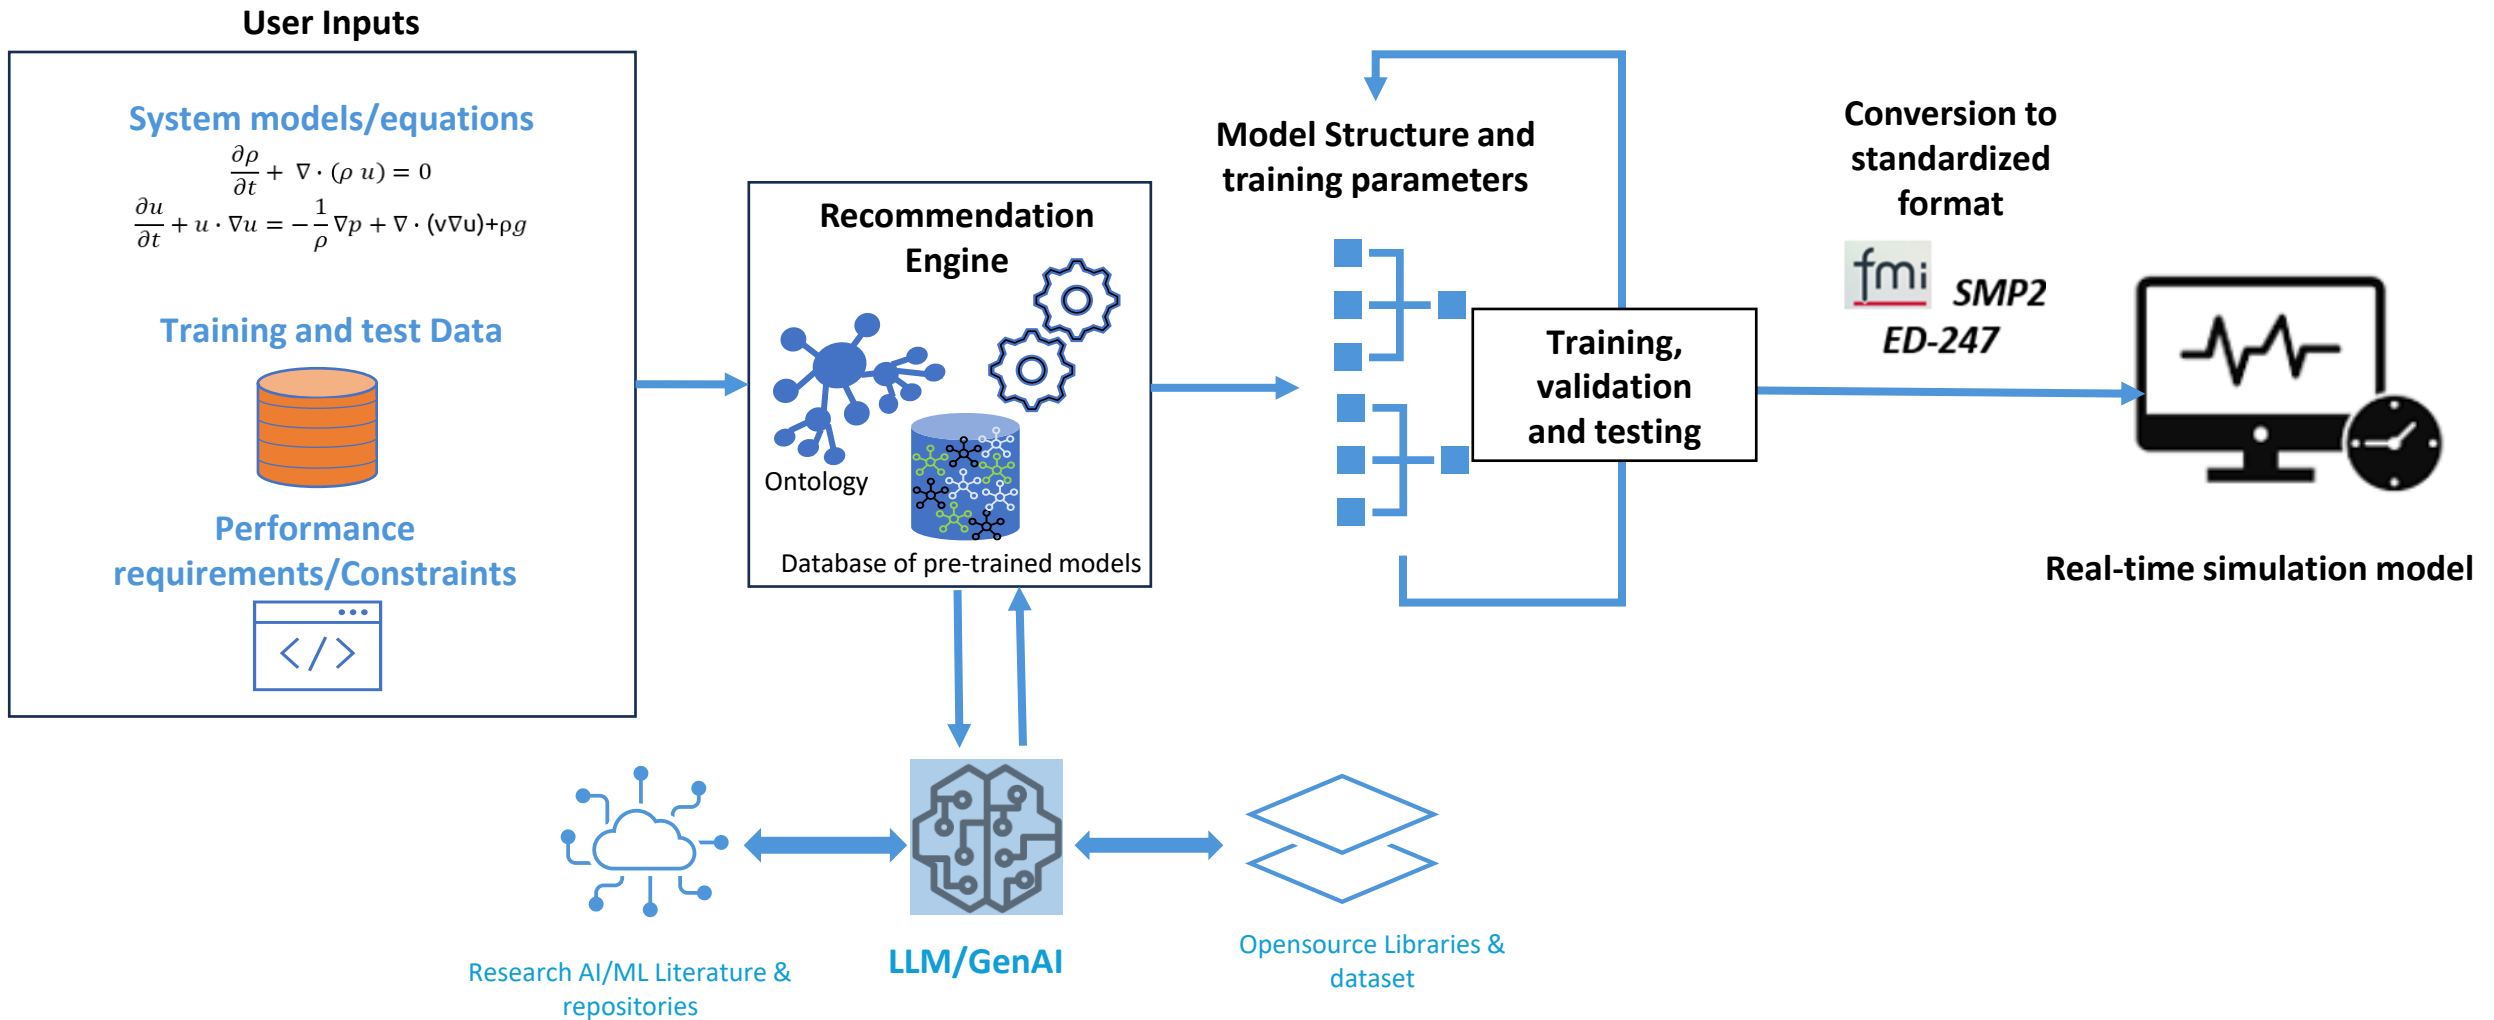 User Inputs
System models/equations
∂ρ/∂t + ∇ · (ρ u) = 0
∂u/∂t + u · ∇u = −1/ρ ∇p + ∇ · (v∇u)+ρg
Training and test Data
Performance
requirements/Constraints
</>
Recommendation
Engine
Ontology
Database of pre-trained models
Model Structure and
training parameters
Training,
validation
and testing
Conversion to
standardized
format
fmi
SMP2
ED-247
Real-time simulation model
Research AI/ML Literature &
repositories
LLM/GenAI
Opensource Libraries &
dataset